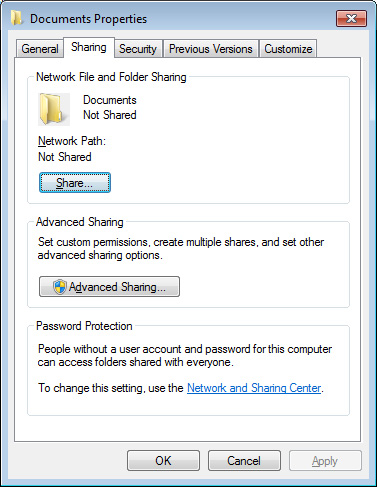 Documents Properties
General Sharing Security Previous Versions Customize
Network File and Folder Sharing
Documents
Not Shared
Network Path:
Not Shared
Share...
Advanced Sharing
Set custom permissions, create multiple shares, and set other
advanced sharing options.
Advanced Sharing...
Password Protection
People without a user account and password for this computer
can access folders shared with everyone.
To change this setting, use the Network and Sharing Center.
OK Cancel Apply